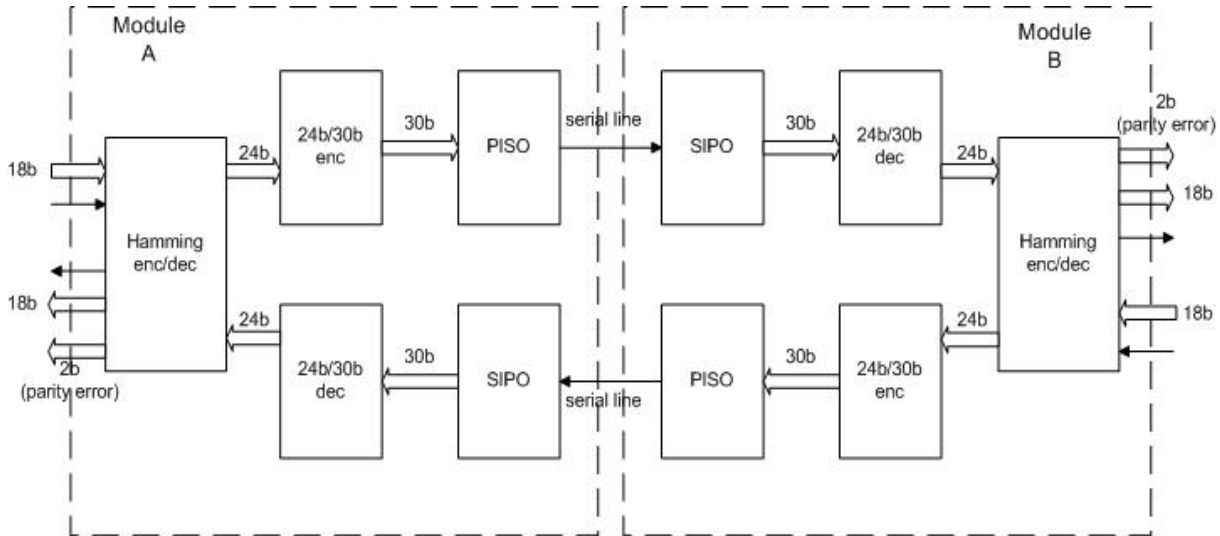 Module
A
Module
B
2b
(parity error)
18b
24b
24b/30b
enc
30b
PISO
serial line
SIPO
30b
24b/30b
dec
24b
18b
Hamming
enc/dec
Hamming
enc/dec
18b
2b
(parity error)
24b
24b/30b
dec
30b
SIPO
serial line
PISO
30b
24b/30b
enc
24b
18b